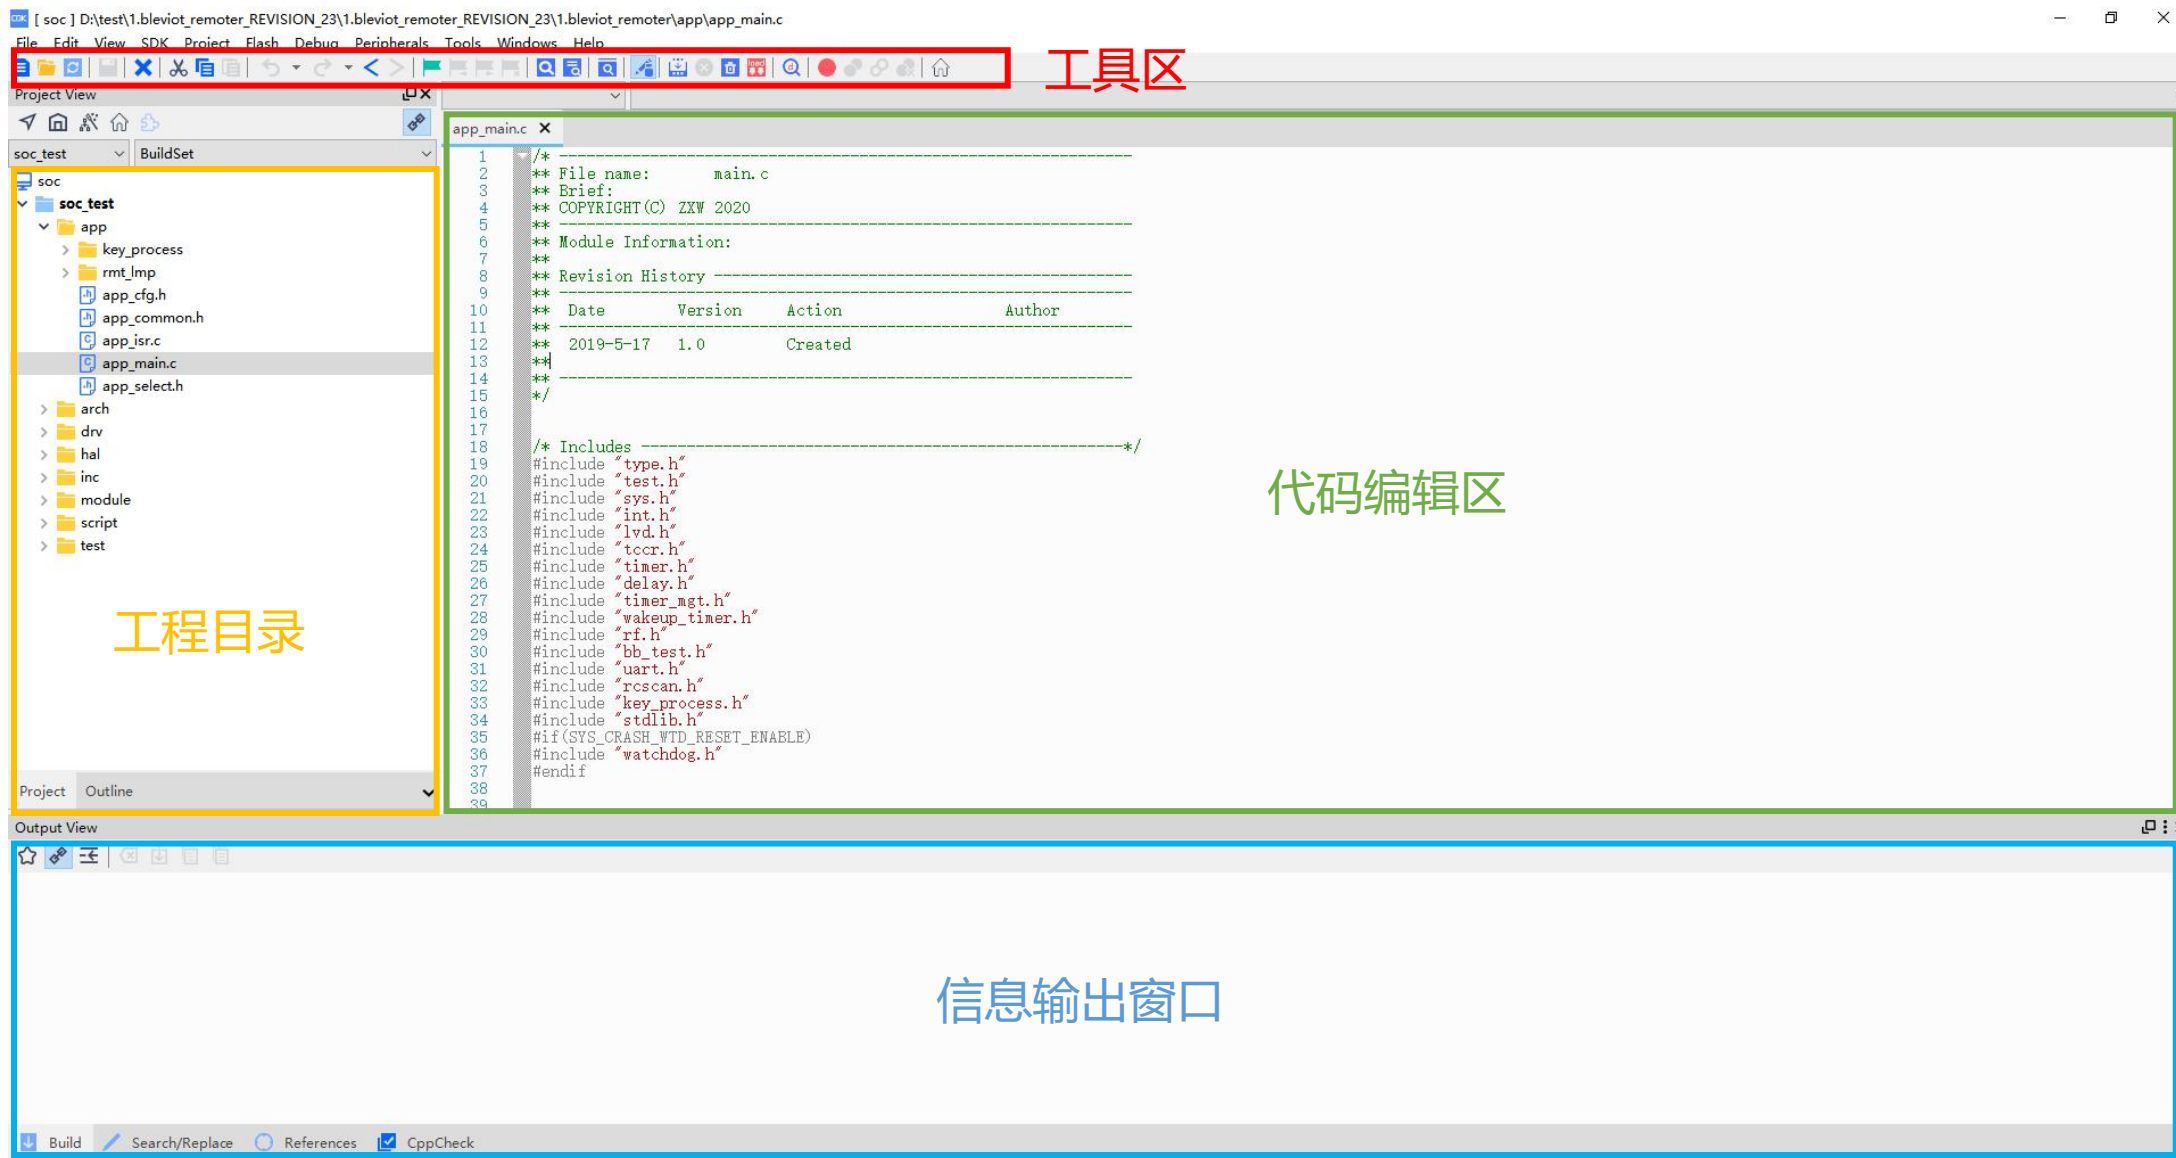 CDK [ soc ] D:\test\1.bleviot_remoter_REVISION_23\1.bleviot_remoter_REVISION_23\1.bleviot_remoter\app\app_main.c
File Edit View SDK Project Flash Debug Peripherals Tools Windows Help
工具区
Project View
soc_test BuildSet
soc
soc_test
app
key_process
rmt_lmp
app_cfg.h
app_common.h
app_isr.c
app_main.c
app_select.h
arch
drv
hal
inc
module
script
test
工程目录
Project Outline
app_main.c
1 /* ----------------------------------------------------------------
2 ** File name: main.c
3 ** Brief:
4 ** COPYRIGHT(C) ZXW 2020
5 ** ----------------------------------------------------------------
6 ** Module Information:
7 **
8 ** Revision History -----------------------------------------------
9 ** ----------------------------------------------------------------
10 ** Date Version Action Author
11 ** ----------------------------------------------------------------
12 ** 2019-5-17 1.0 Created
13 **
14 ** ----------------------------------------------------------------
15 */
16
17
18 /* Includes ------------------------------------------------------*/
19 #include "type.h"
20 #include "test.h"
21 #include "sys.h"
22 #include "int.h"
23 #include "lvd.h"
24 #include "tccr.h"
25 #include "timer.h"
26 #include "delay.h"
27 #include "timer_mgt.h"
28 #include "wakeup_timer.h"
29 #include "rf.h"
30 #include "bb_test.h"
31 #include "uart.h"
32 #include "rcscan.h"
33 #include "key_process.h"
34 #include "stdlib.h"
35 #if(SYS_CRASH_WTD_RESET_ENABLE)
36 #include "watchdog.h"
37 #endif
38
39
代码编辑区
Output View
信息输出窗口
Build Search/Replace References CppCheck